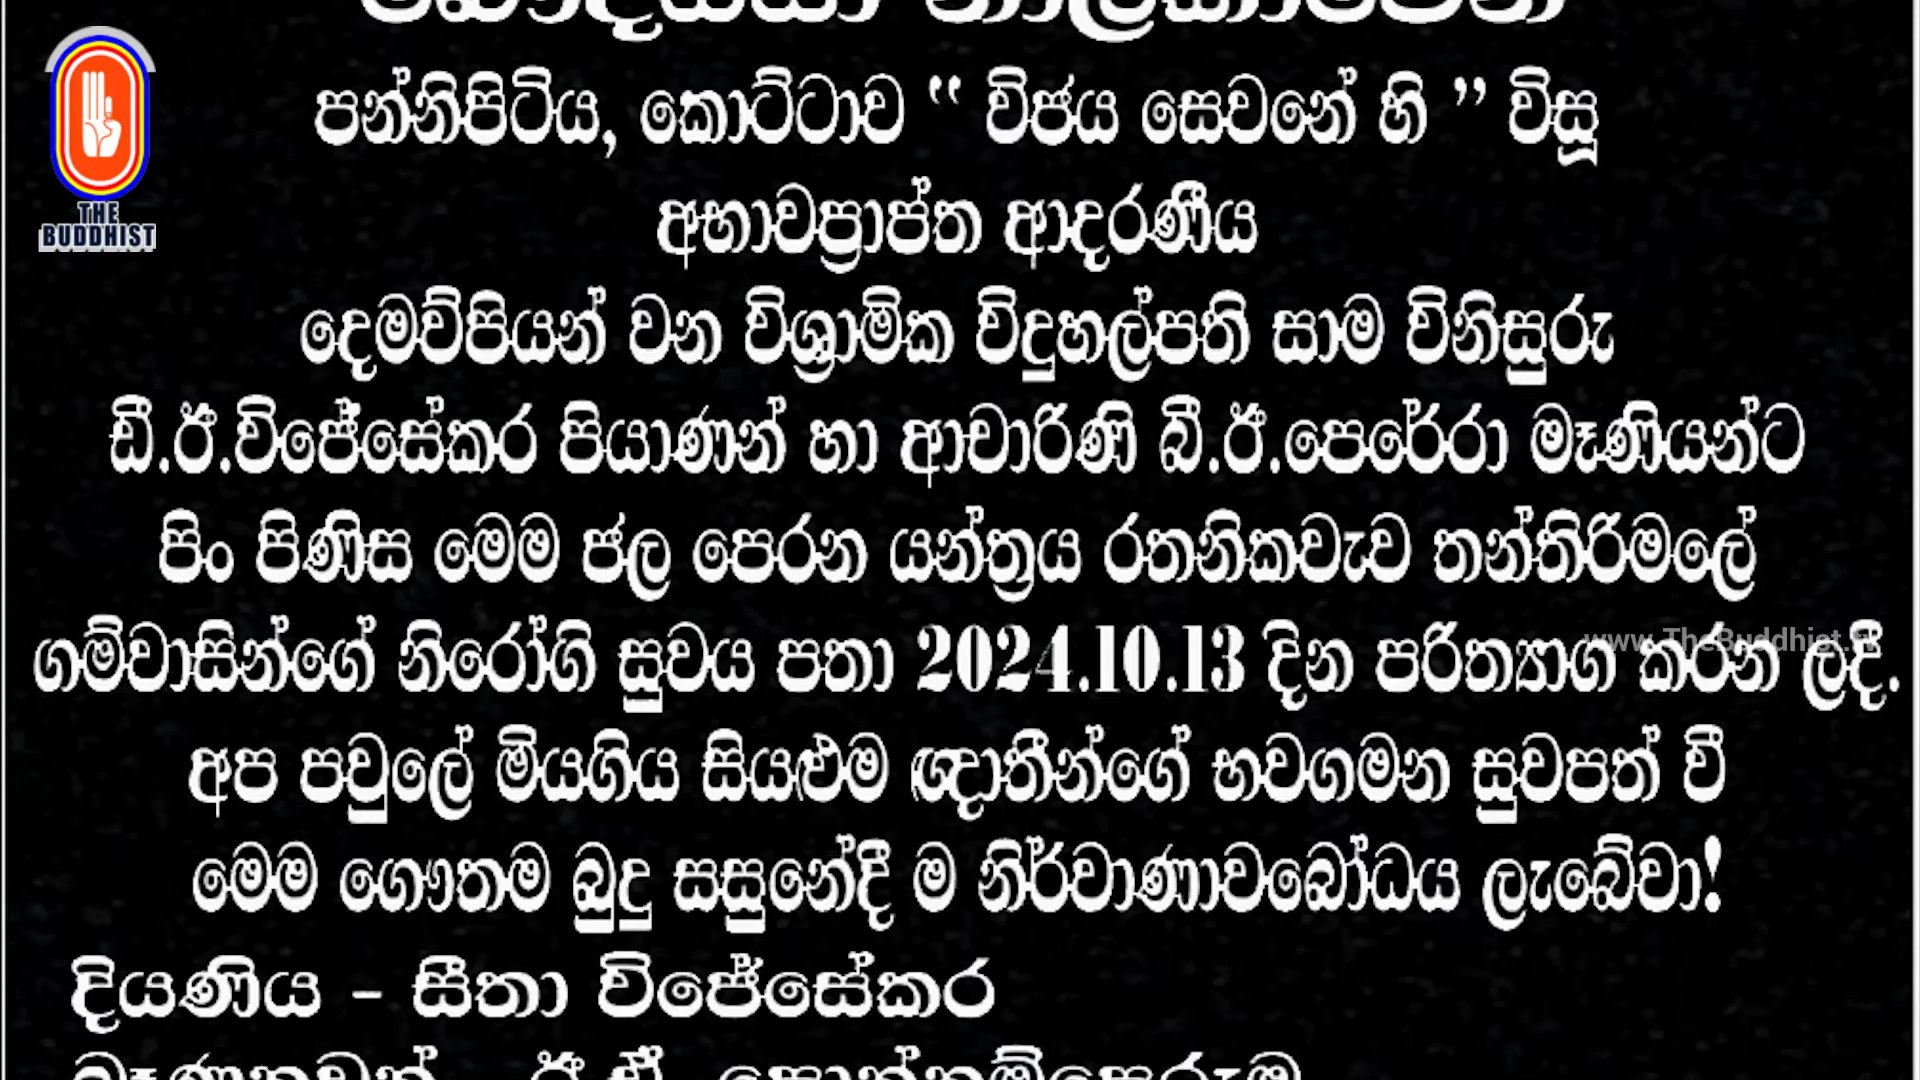 THE
BUDDHIST
පන්නිපිටිය, කොට්ටාව “ විජය සෙවනේ හි ” විසූ
අභාවප්‍රාප්ත ආදරණීය
දෙමව්පියන් වන විශ්‍රාමික විදුහල්පති සාම විනිසුරු
ඩී.ඊ.විජේසේකර පියාණන් හා ආචාරිණි බී.ඊ.පෙරේරා මෑණියන්ට
පිං පිණිස මෙම ජල පෙරන යන්ත්‍රය රතනිකවැව තන්තිරිමලේ
ගම්වාසින්ගේ නිරෝගි සුවය පතා 2024.10.13 දින පරිත්‍යාග කරන ලදී.
www.TheBuddhist.tv
අප පවුලේ මියගිය සියළුම ඥාතීන්ගේ භවගමන සුවපත් වී
මෙම ගෞතම බුදු සසුනේදී ම නිර්වාණාවබෝධය ලැබේවා!
දියණිය - සීතා විජේසේකර